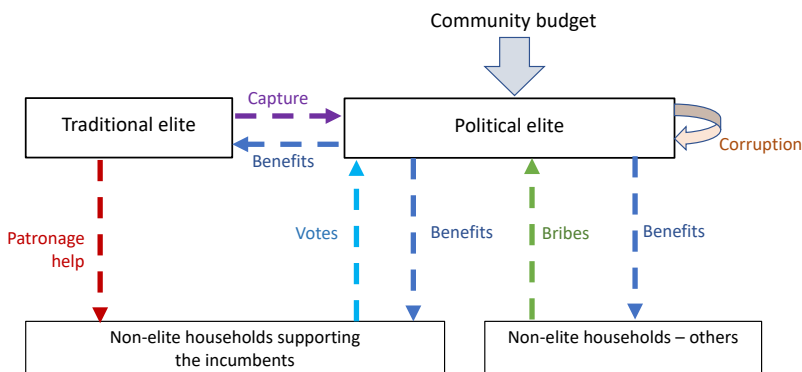 Community budget
Capture
Traditional elite
Political elite
Benefits
Corruption
Patronage
help
Votes
Benefits
Bribes
Benefits
Non-elite households supporting
the incumbents
Non-elite households – others